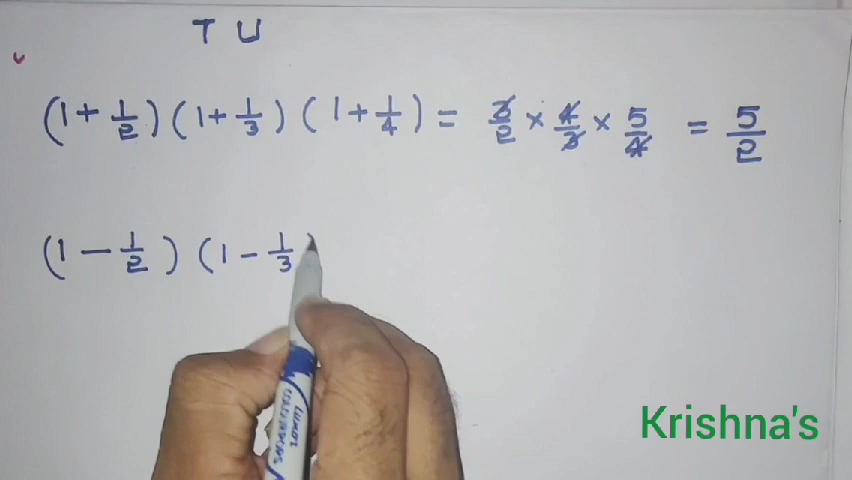 T U
(1 + 1/2) (1 + 1/3) (1 + 1/4) = 3/2 × 4/3 × 5/4 = 5/2
(1 - 1/2) (1 - 1/3)
Krishna's